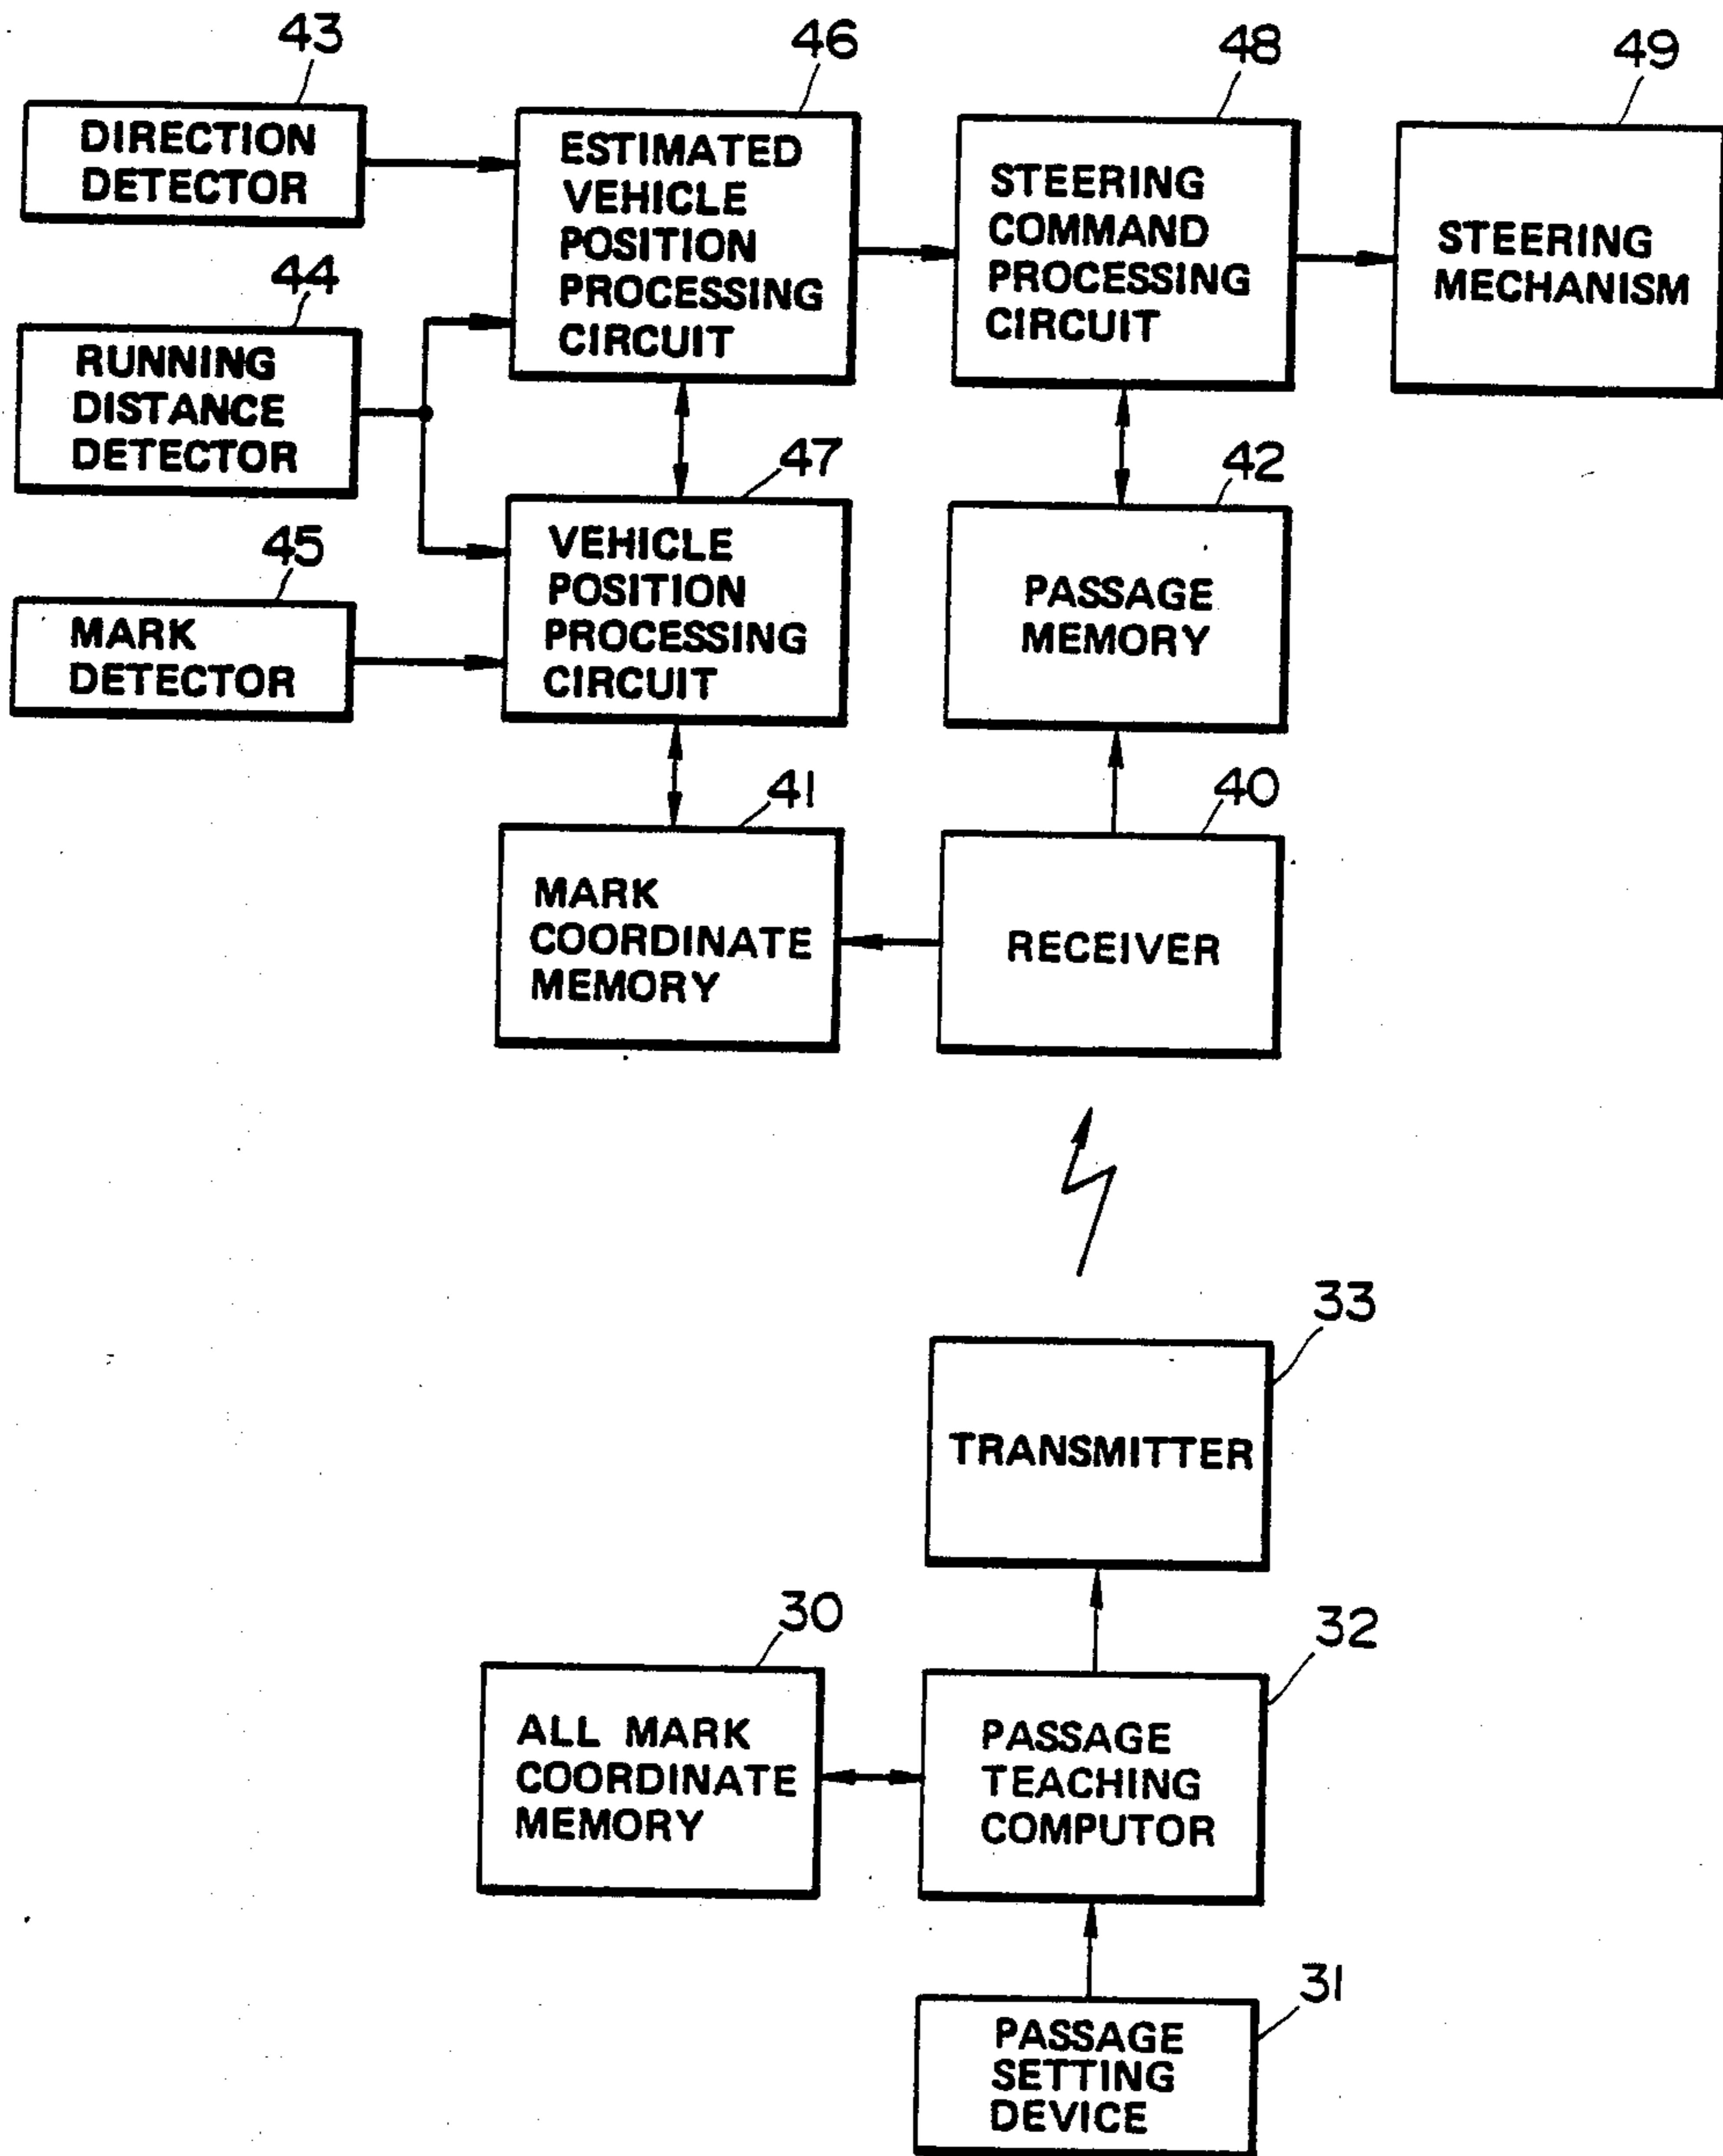 43
DIRECTION
DETECTOR
46
ESTIMATED
VEHICLE
POSITION
PROCESSING
CIRCUIT
48
STEERING
COMMAND
PROCESSING
CIRCUIT
49
STEERING
MECHANISM
44
RUNNING
DISTANCE
DETECTOR
47
VEHICLE
POSITION
PROCESSING
CIRCUIT
42
PASSAGE
MEMORY
45
MARK
DETECTOR
41
MARK
COORDINATE
MEMORY
40
RECEIVER
33
TRANSMITTER
30
ALL MARK
COORDINATE
MEMORY
32
PASSAGE
TEACHING
COMPUTOR
31
PASSAGE
SETTING
DEVICE